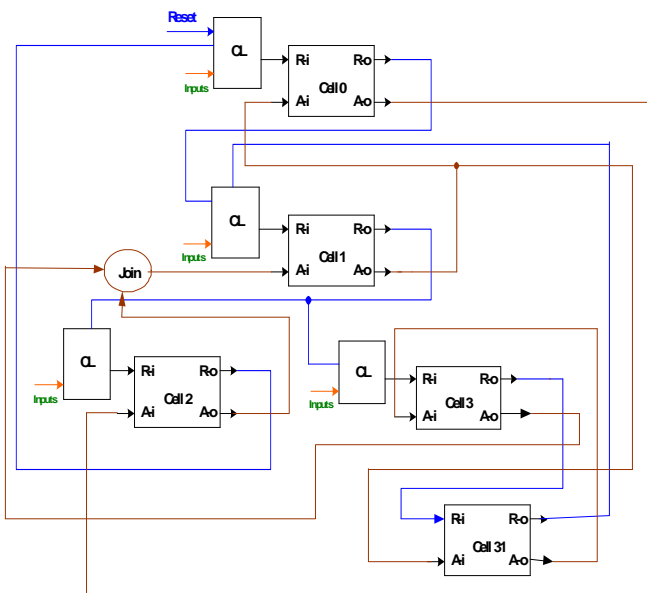 Reset
CL
Inputs
R-i R-o
Cell 0
A-i A-o
CL
Inputs
R-i R-o
Cell 1
A-i A-o
Join
CL
Inputs
R-i R-o
Cell 2
A-i A-o
CL
Inputs
R-i R-o
Cell 3
A-i A-o
R-i R-o
Cell 31
A-i A-o